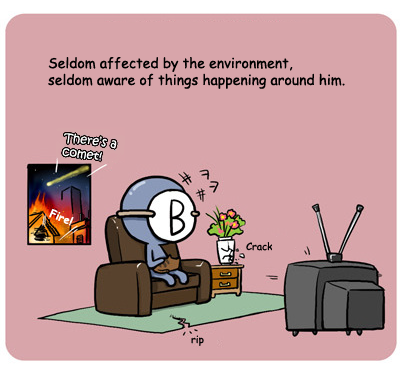 Seldom affected by the environment,
seldom aware of things happening around him.
There's a
comet!
Fire!
B
ㅋ
ㅋ
Crack
rip